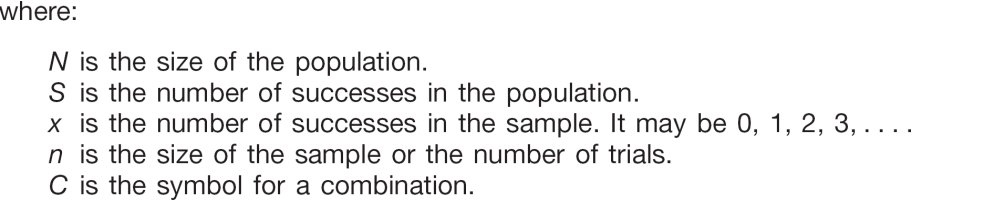 where:
N is the size of the population.
S is the number of successes in the population.
x is the number of successes in the sample. It may be 0, 1, 2, 3, . . . .
n is the size of the sample or the number of trials.
C is the symbol for a combination.